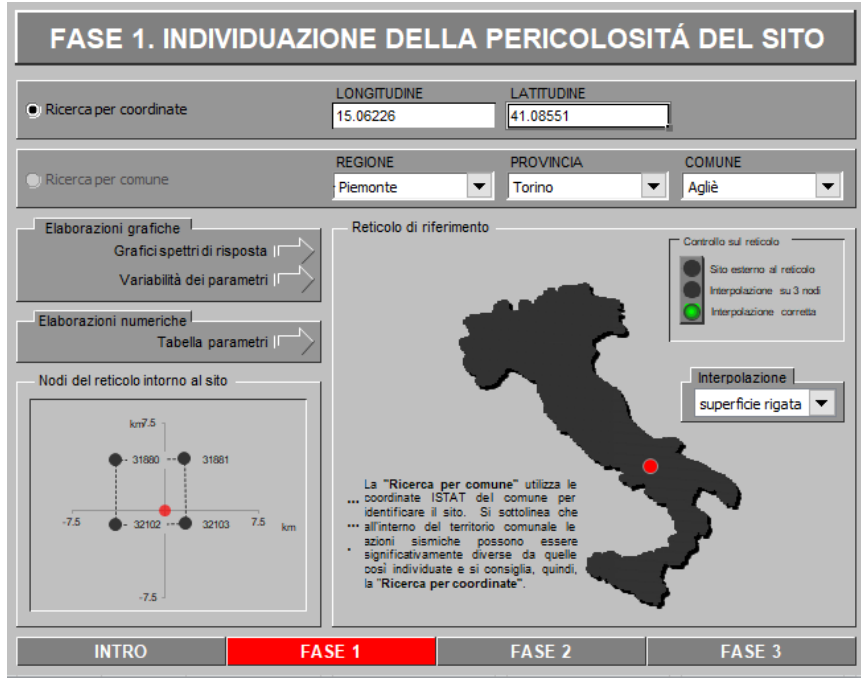 FASE 1. INDIVIDUAZIONE DELLA PERICOLOSITÁ DEL SITO
LONGITUDINE LATITUDINE
Ricerca per coordinate 15.06226 41.08551
REGIONE PROVINCIA COMUNE
Ricerca per comune Piemonte Torino Agliè
Elaborazioni grafiche
Grafici spettri di risposta
Variabilità dei parametri
Elaborazioni numeriche
Tabella parametri
Nodi del reticolo intorno al sito
km 7.5
31880 31881
-7.5 32102 32103 7.5 km
-7.5
Reticolo di riferimento
Controllo sul reticolo
Sito esterno al reticolo
Interpolazione su 3 nodi
Interpolazione corretta
Interpolazione
superficie rigata
La "Ricerca per comune" utilizza le
... coordinate ISTAT del comune per
identificare il sito. Si sottolinea che
... all'interno del territorio comunale le
azioni sismiche possono essere
. significativamente diverse da quelle
così individuate e si consiglia, quindi,
la "Ricerca per coordinate".
INTRO FASE 1 FASE 2 FASE 3